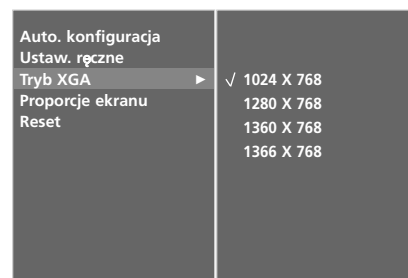 Auto. konfiguracja
Ustaw. ręczne
Tryb XGA ►
Proporcje ekranu
Reset
√ 1024 X 768
1280 X 768
1360 X 768
1366 X 768